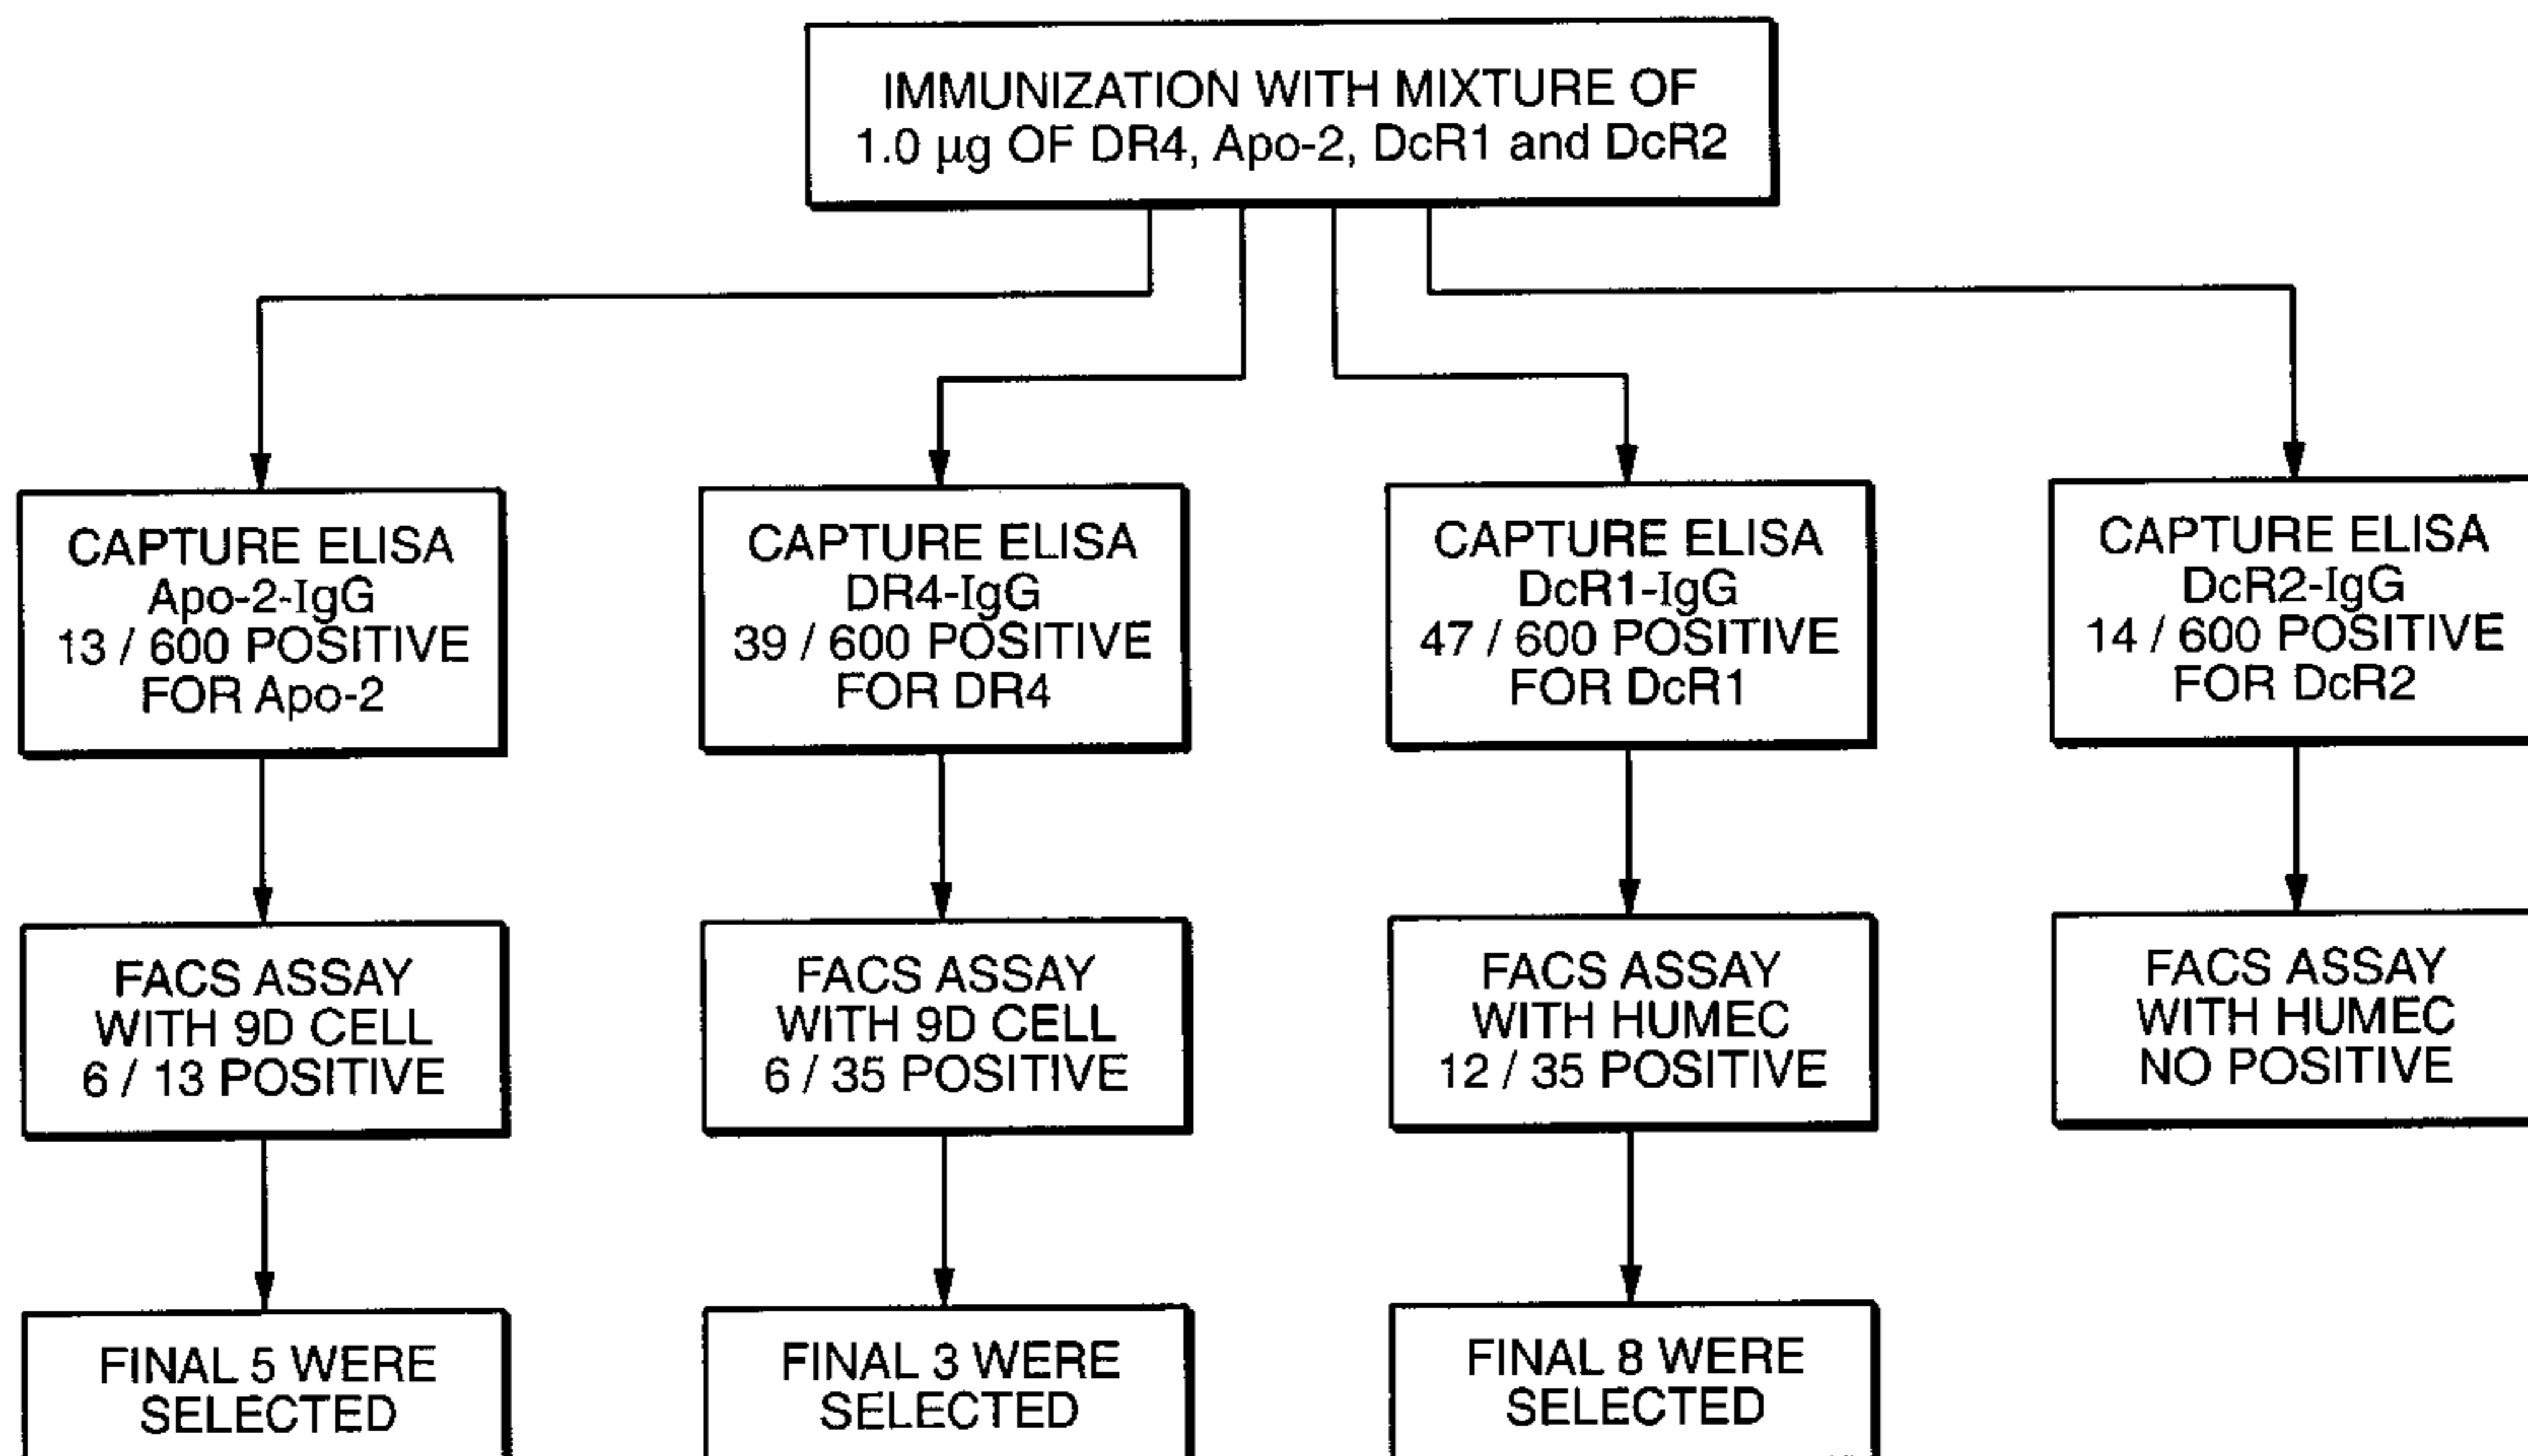 IMMUNIZATION WITH MIXTURE OF
1.0 µg OF DR4, Apo-2, DcR1 and DcR2
CAPTURE ELISA
Apo-2-IgG
13 / 600 POSITIVE
FOR Apo-2
CAPTURE ELISA
DR4-IgG
39 / 600 POSITIVE
FOR DR4
CAPTURE ELISA
DcR1-IgG
47 / 600 POSITIVE
FOR DcR1
CAPTURE ELISA
DcR2-IgG
14 / 600 POSITIVE
FOR DcR2
FACS ASSAY
WITH 9D CELL
6 / 13 POSITIVE
FACS ASSAY
WITH 9D CELL
6 / 35 POSITIVE
FACS ASSAY
WITH HUMEC
12 / 35 POSITIVE
FACS ASSAY
WITH HUMEC
NO POSITIVE
FINAL 5 WERE
SELECTED
FINAL 3 WERE
SELECTED
FINAL 8 WERE
SELECTED